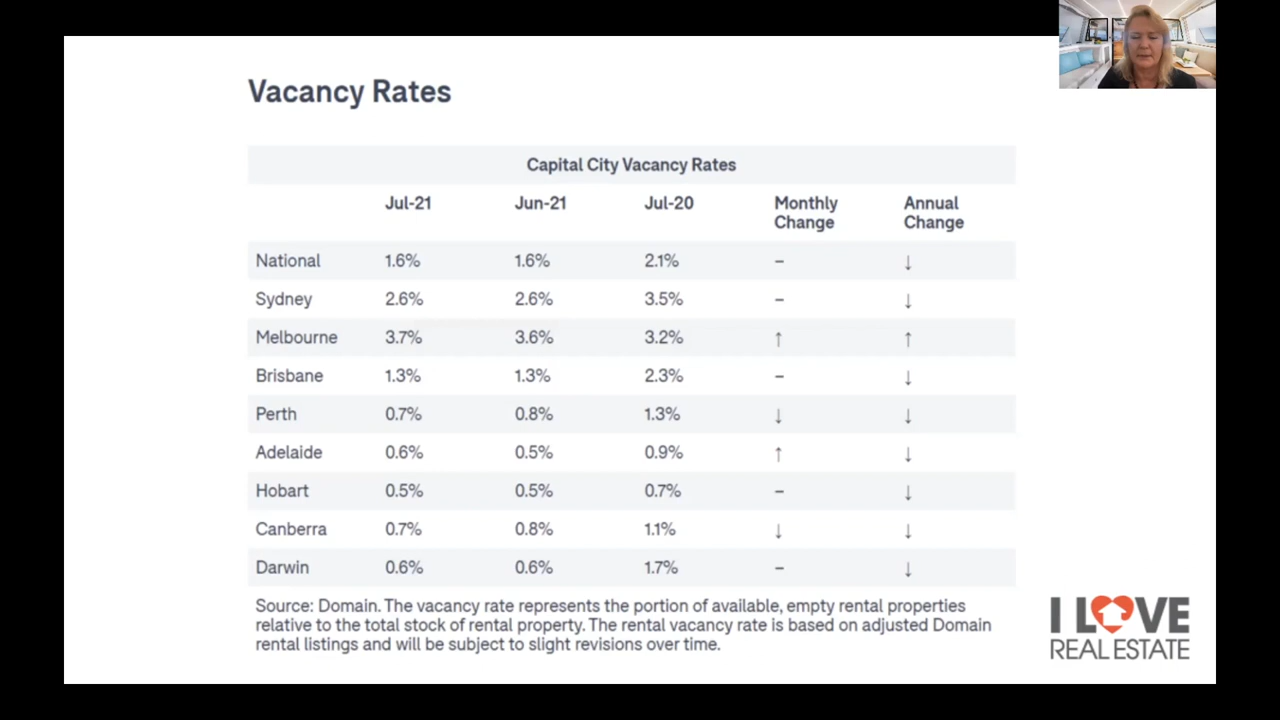 Vacancy Rates
Capital City Vacancy Rates
Jul-21 Jun-21 Jul-20 Monthly Change Annual Change
National 1.6% 1.6% 2.1% – ↓
Sydney 2.6% 2.6% 3.5% – ↓
Melbourne 3.7% 3.6% 3.2% ↑ ↑
Brisbane 1.3% 1.3% 2.3% – ↓
Perth 0.7% 0.8% 1.3% ↓ ↓
Adelaide 0.6% 0.5% 0.9% ↑ ↓
Hobart 0.5% 0.5% 0.7% – ↓
Canberra 0.7% 0.8% 1.1% ↓ ↓
Darwin 0.6% 0.6% 1.7% – ↓
Source: Domain. The vacancy rate represents the portion of available, empty rental properties
relative to the total stock of rental property. The rental vacancy rate is based on adjusted Domain
rental listings and will be subject to slight revisions over time.
I LOVE
REAL ESTATE